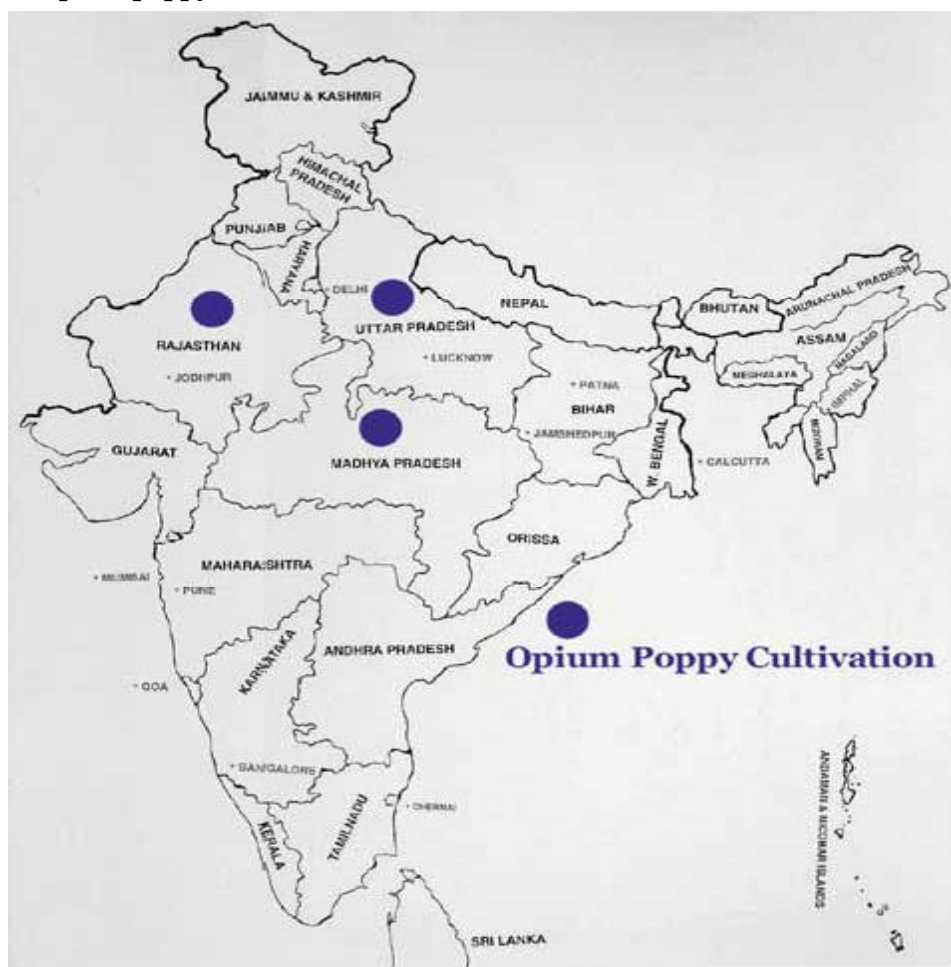 JAMMU & KASHMIR
HIMACHAL
PRADESH
PUNJAB
HARYANA
DELHI
UTTAR PRADESH
RAJASTHAN
LUCKNOW
JODHPUR
NEPAL
BHUTAN
ARUNACHAL PRADESH
ASSAM
NAGALAND
MEGHALAYA
IMPHAL
MIZORAM
PATNA
BIHAR
JAMSHEDPUR
W. BENGAL
CALCUTTA
GUJARAT
MADHYA PRADESH
ORISSA
MAHARASHTRA
MUMBAI
PUNE
ANDHRA PRADESH
KARNATAKA
Opium Poppy Cultivation
GOA
BANGALORE
CHENNAI
TAMILNADU
KERALA
ANDAMAN & NICOBAR ISLANDS
SRI LANKA